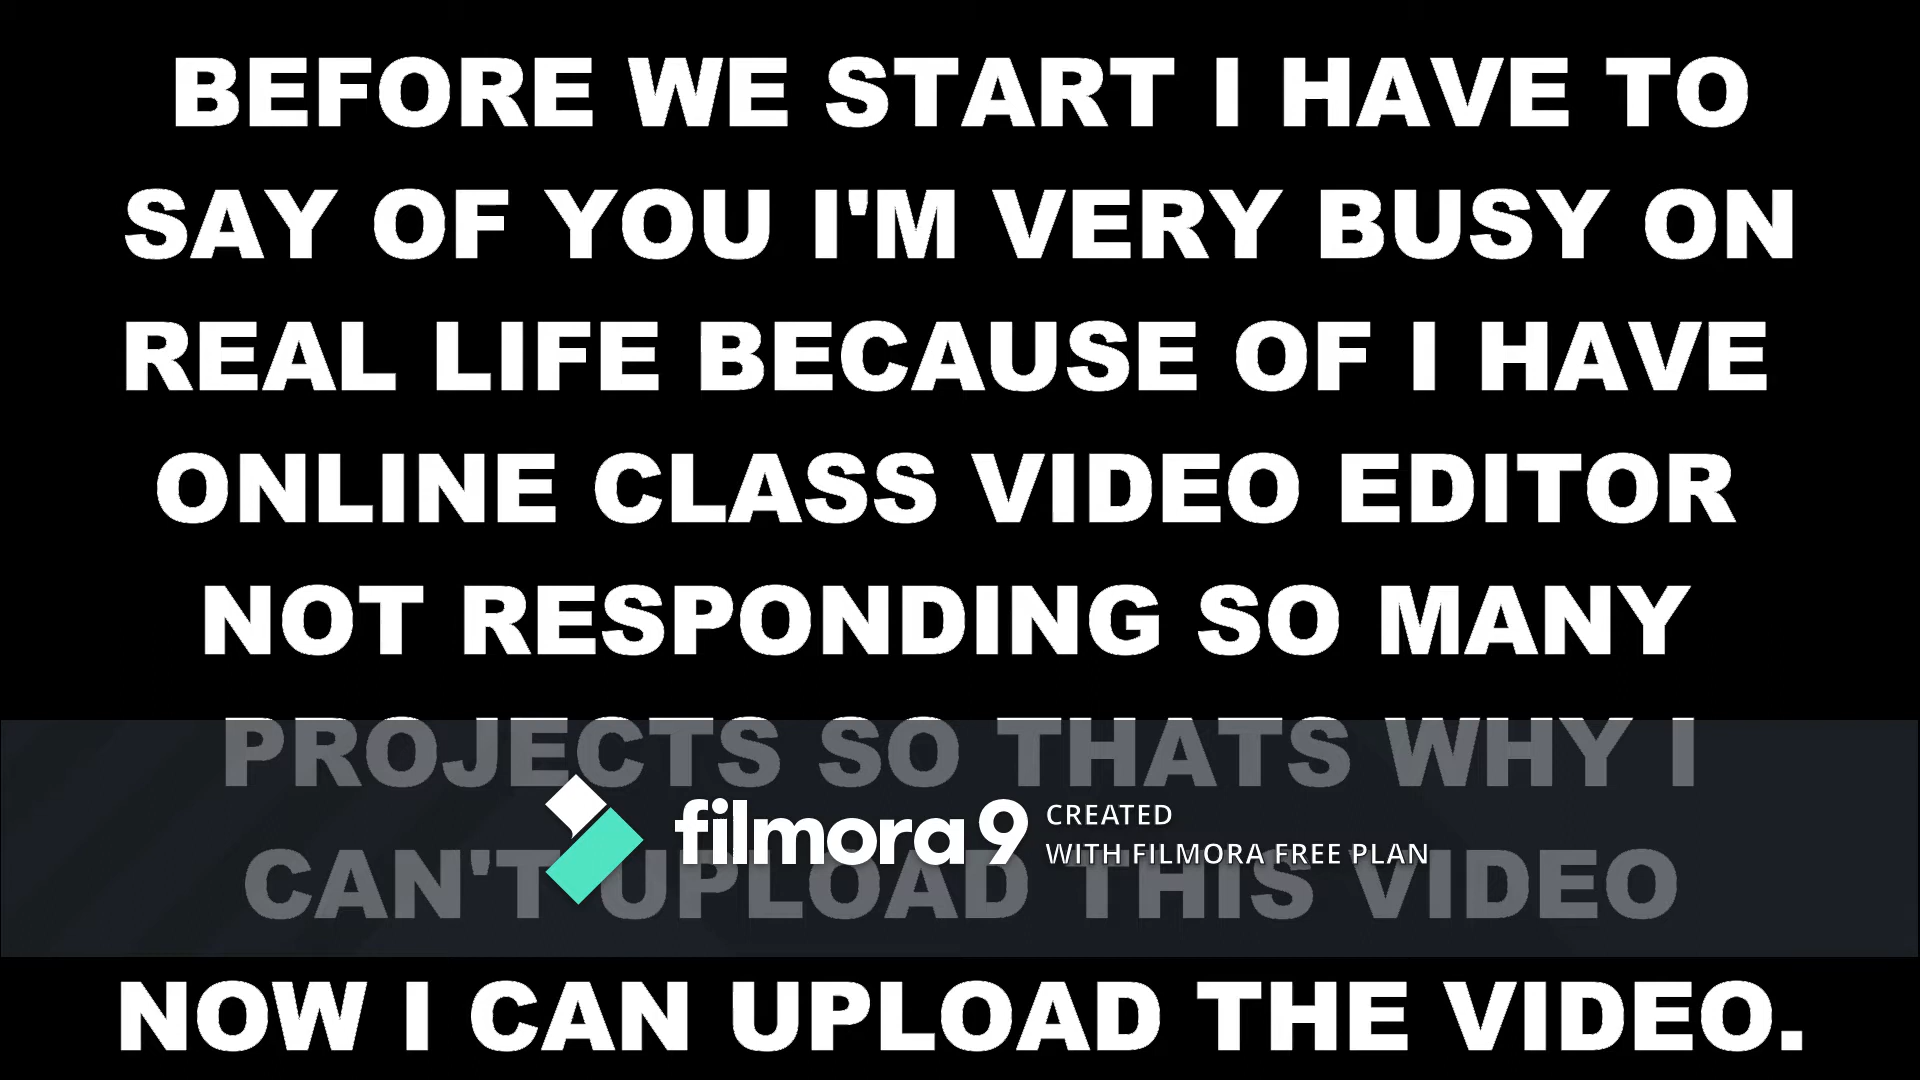 BEFORE WE START I HAVE TO
SAY OF YOU I'M VERY BUSY ON
REAL LIFE BECAUSE OF I HAVE
ONLINE CLASS VIDEO EDITOR
NOT RESPONDING SO MANY
PROJECTS SO THATS WHY I
filmora9 CREATED
WITH FILMORA FREE PLAN
CAN'T UPLOAD THIS VIDEO
NOW I CAN UPLOAD THE VIDEO.